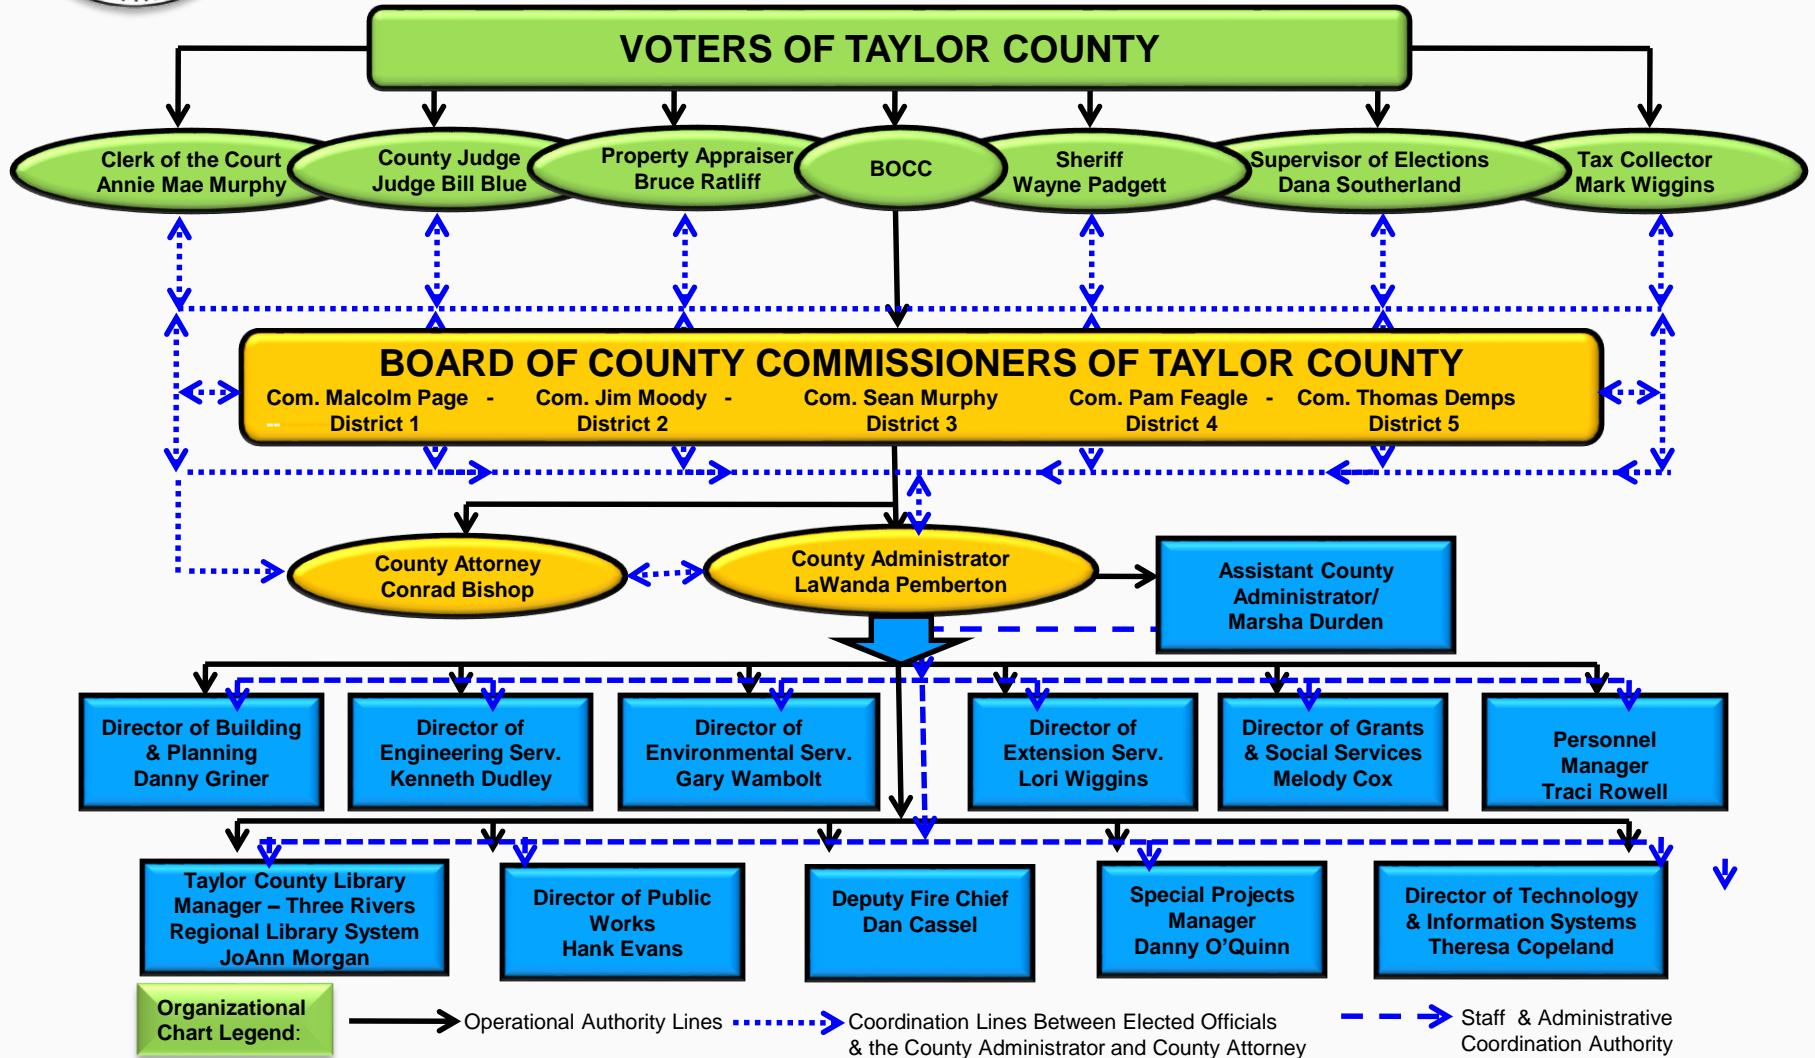 VOTERS OF TAYLOR COUNTY
Clerk of the Court
Annie Mae Murphy
County Judge
Judge Bill Blue
Property Appraiser
Bruce Ratliff
BOCC
Sheriff
Wayne Padgett
Supervisor of Elections
Dana Southerland
Tax Collector
Mark Wiggins
BOARD OF COUNTY COMMISSIONERS OF TAYLOR COUNTY
Com. Malcolm Page - Com. Jim Moody - Com. Sean Murphy Com. Pam Feagle - Com. Thomas Demps
-- District 1 District 2 District 3 District 4 District 5
County Attorney
Conrad Bishop
County Administrator
LaWanda Pemberton
Assistant County
Administrator/
Marsha Durden
Director of Building
& Planning
Danny Griner
Director of
Engineering Serv.
Kenneth Dudley
Director of
Environmental Serv.
Gary Wambolt
Director of
Extension Serv.
Lori Wiggins
Director of Grants
& Social Services
Melody Cox
Personnel
Manager
Traci Rowell
Taylor County Library
Manager – Three Rivers
Regional Library System
JoAnn Morgan
Director of Public
Works
Hank Evans
Deputy Fire Chief
Dan Cassel
Special Projects
Manager
Danny O’Quinn
Director of Technology
& Information Systems
Theresa Copeland
Organizational
Chart Legend:
Operational Authority Lines
Coordination Lines Between Elected Officials
& the County Administrator and County Attorney
Staff & Administrative
Coordination Authority